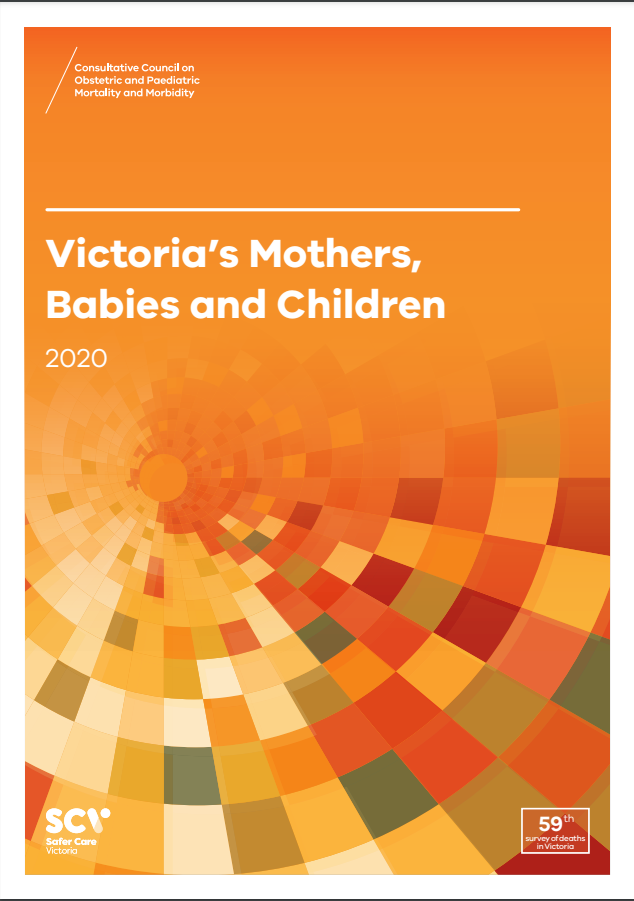 Consultative Council on
Obstetric and Paediatric
Mortality and Morbidity
Victoria’s Mothers,
Babies and Children
2020
SCV
Safer Care
Victoria
59th
survey of deaths
in Victoria